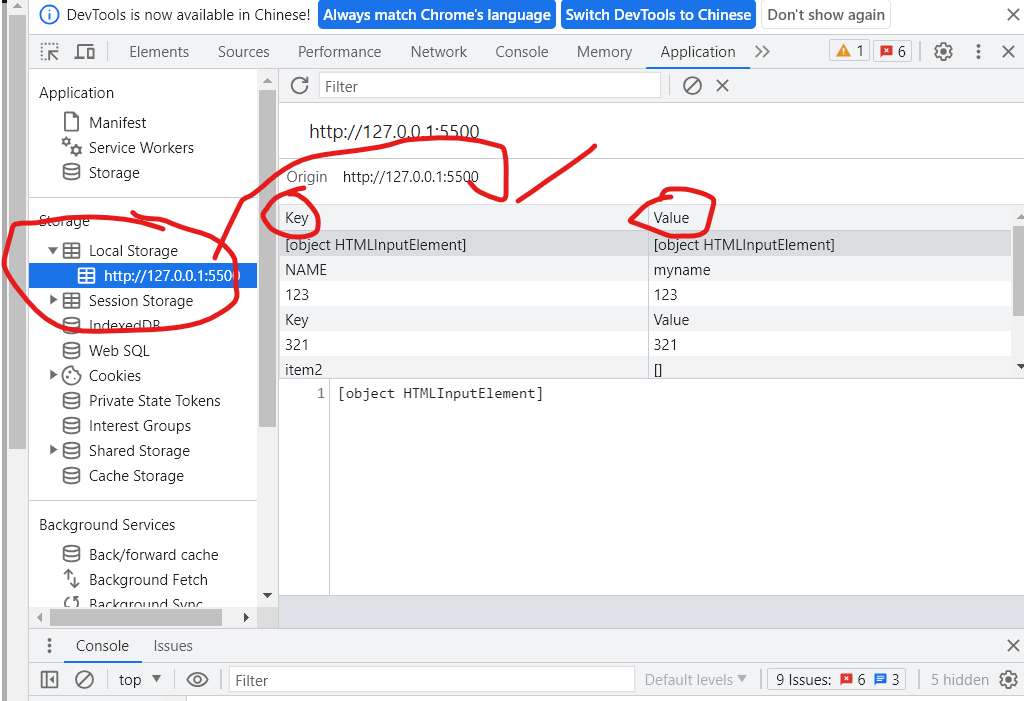 DevTools is now available in Chinese! Always match Chrome's language Switch DevTools to Chinese Don't show again
Elements Sources Performance Network Console Memory Application 1 6
Filter
Application
Manifest
Service Workers
Storage
Storage
Local Storage
http://127.0.0.1:5500
Session Storage
IndexedDB
Web SQL
Cookies
Private State Tokens
Interest Groups
Shared Storage
Cache Storage
Background Services
Back/forward cache
Background Fetch
Background Sync
http://127.0.0.1:5500
Origin http://127.0.0.1:5500
Key Value
[object HTMLInputElement] [object HTMLInputElement]
NAME myname
123 123
Key Value
321 321
item2 []
1 [object HTMLInputElement]
Console Issues
top Filter Default levels 9 Issues: 6 3 5 hidden